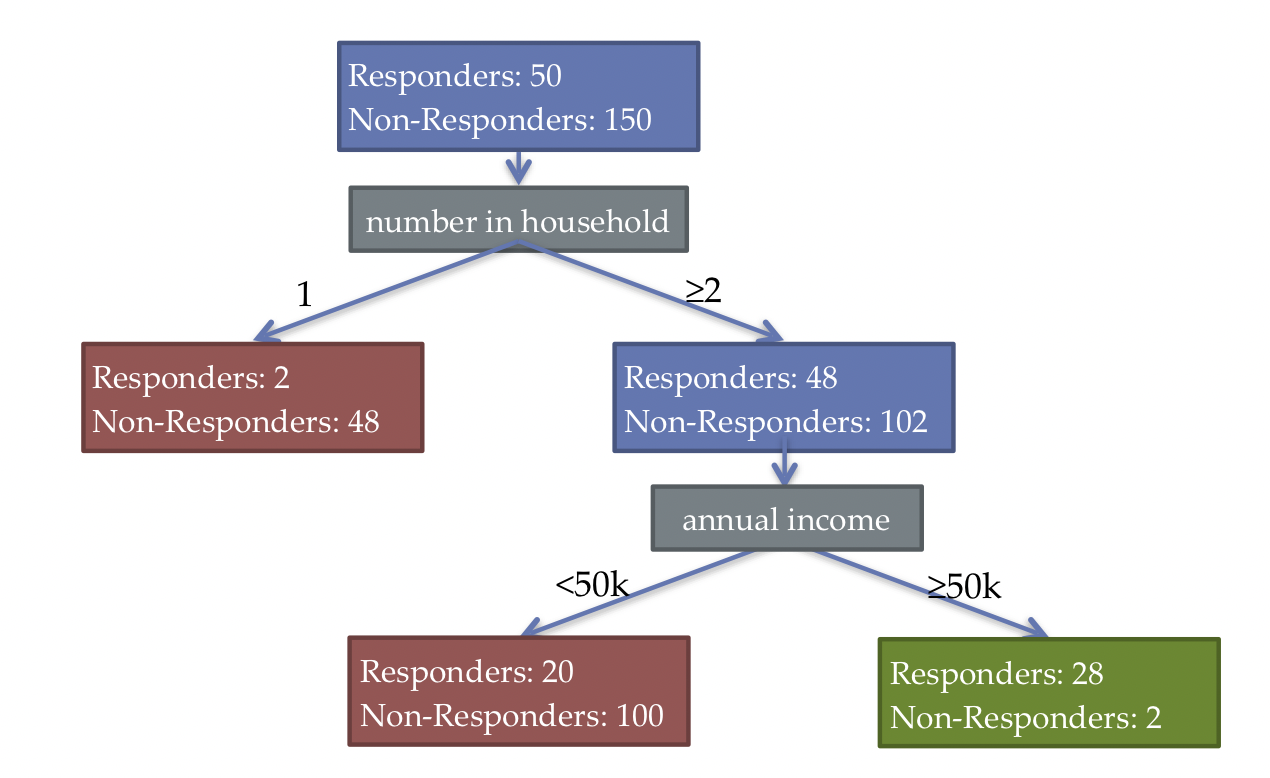 Responders: 50
Non-Responders: 150
number in household
1
≥2
Responders: 2
Non-Responders: 48
Responders: 48
Non-Responders: 102
annual income
<50k
≥50k
Responders: 20
Non-Responders: 100
Responders: 28
Non-Responders: 2